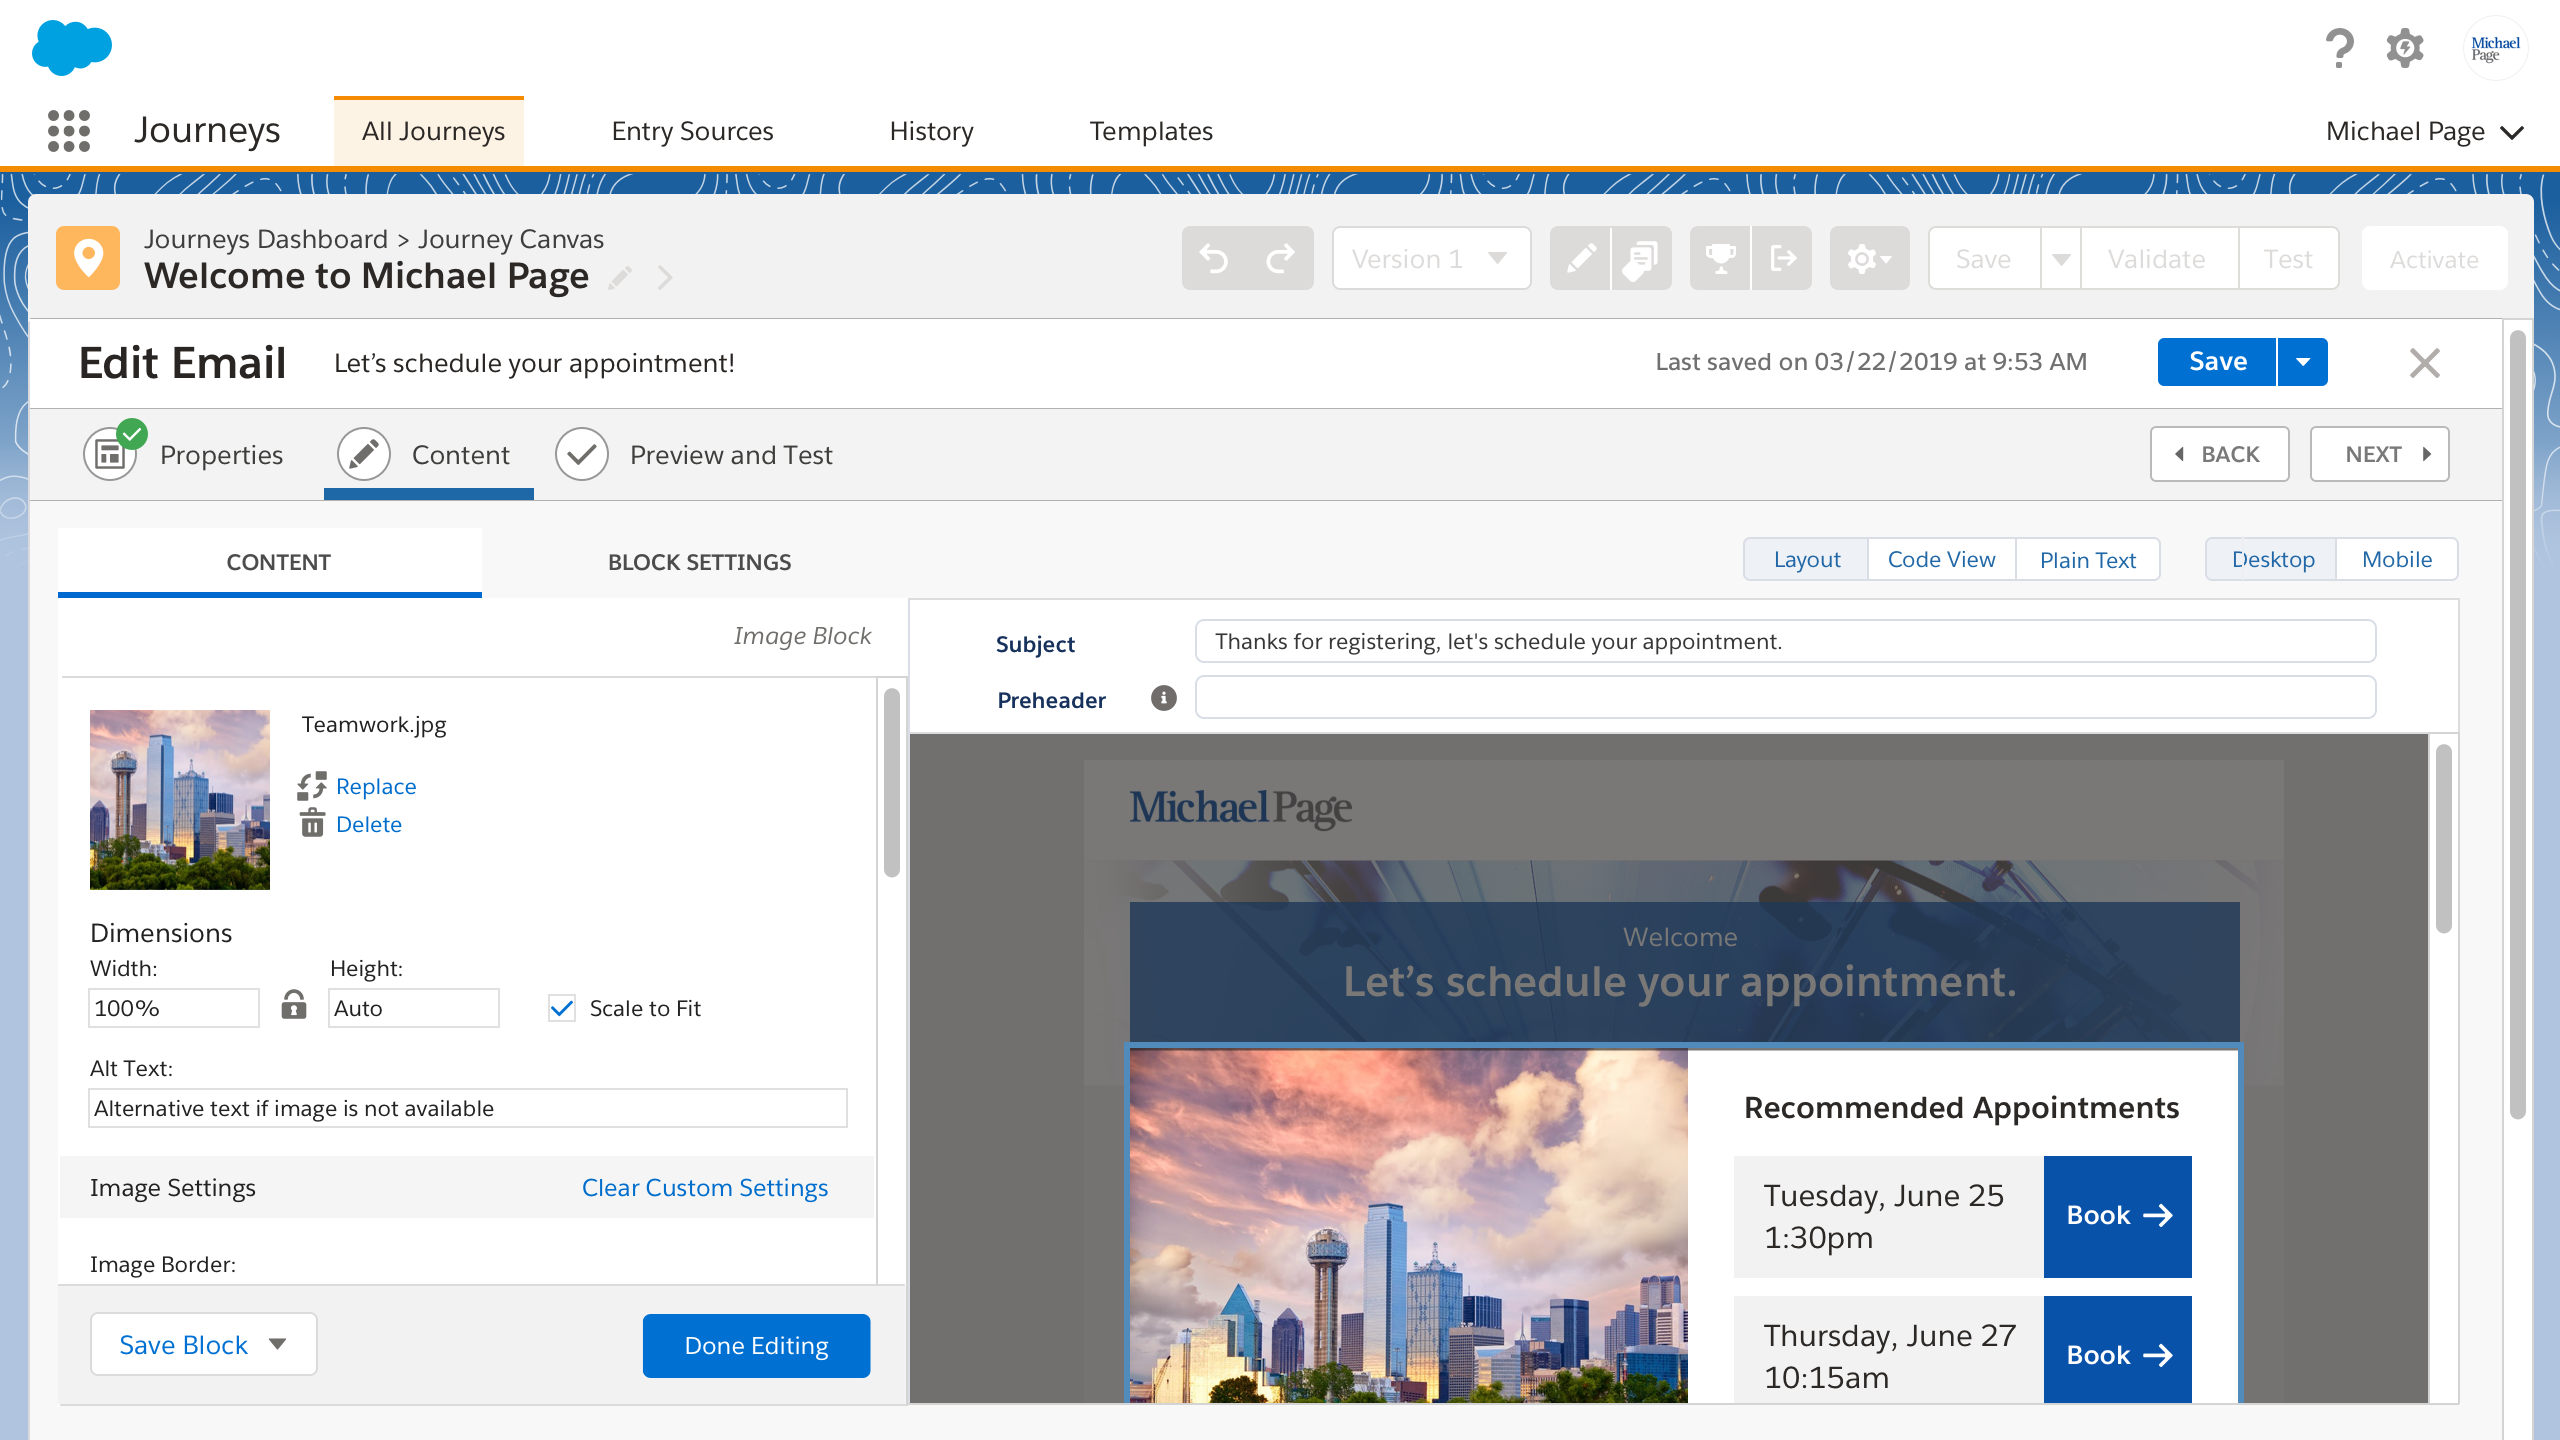 Michael
Page
Journeys
All Journeys
Entry Sources
History
Templates
Michael Page
Journeys Dashboard > Journey Canvas
Welcome to Michael Page
Version 1
Save
Validate
Test
Activate
Edit Email
Let’s schedule your appointment!
Last saved on 03/22/2019 at 9:53 AM
Save
Properties
Content
Preview and Test
BACK
NEXT
CONTENT
BLOCK SETTINGS
Layout
Code View
Plain Text
Desktop
Mobile
Image Block
Subject
Thanks for registering, let's schedule your appointment.
Preheader
Teamwork.jpg
Replace
Delete
Dimensions
Width:
Height:
100%
Auto
Scale to Fit
Alt Text:
Alternative text if image is not available
Image Settings
Clear Custom Settings
Image Border:
Save Block
Done Editing
MichaelPage
Welcome
Let’s schedule your appointment.
Recommended Appointments
Tuesday, June 25
1:30pm
Book
Thursday, June 27
10:15am
Book